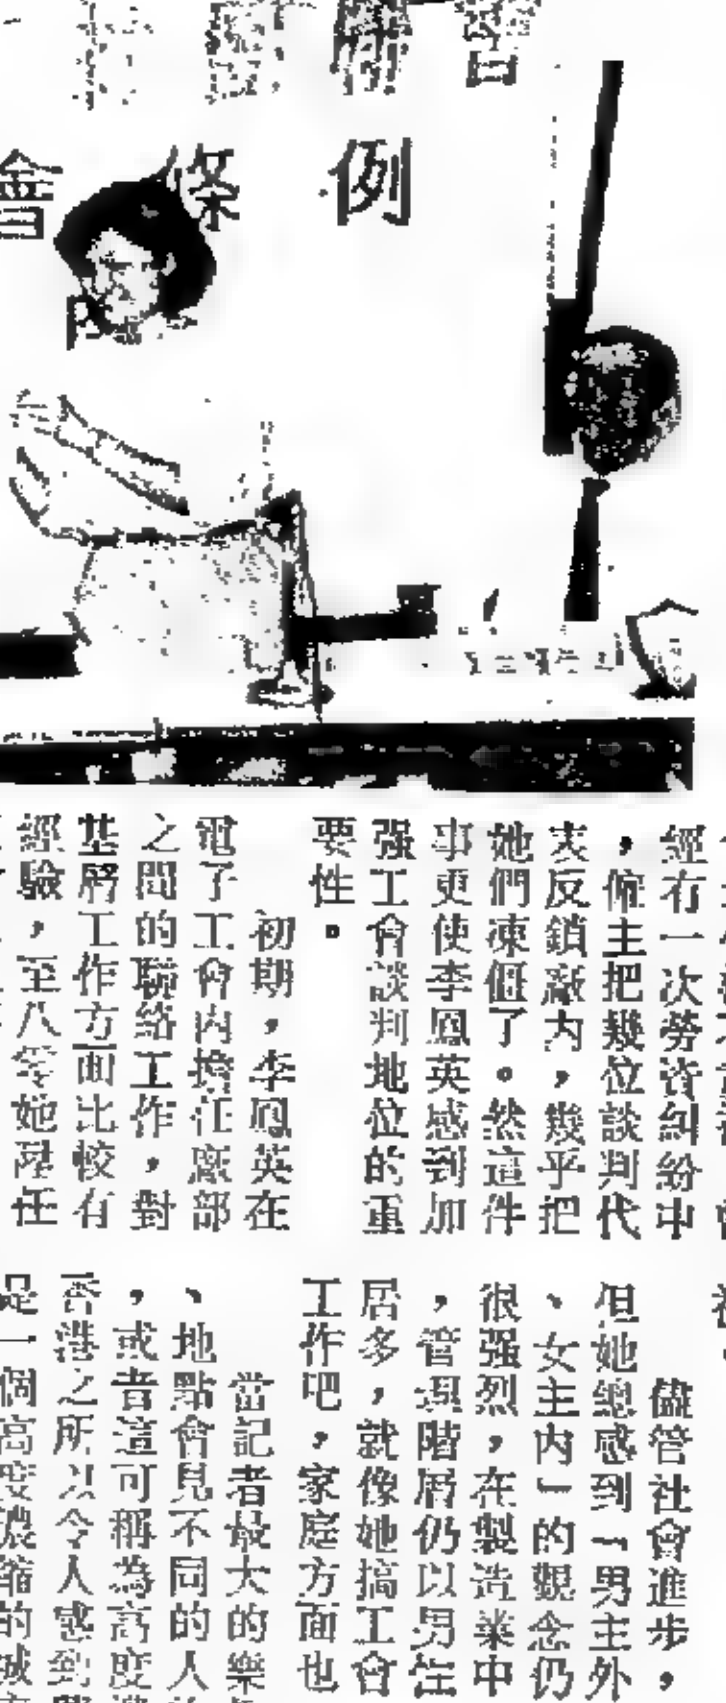 例
條
會
經有一次勞資糾紛中
，僱主把幾位談判代
表反鎖廠內，幾乎把
她們凍僵了。然這件
事更使李鳳英感到加
强工會談判地位的重
要性。
初期，李鳳英在
電子工會內擔任廠部
之間的聯絡工作，對
基層工作方面比較有
經驗，至八零她陞任
儘管社會進步，
但她總感到「男主外
、女主內」的觀念仍
很强烈，在製造業中
，管理階層仍以男性
居多，就像她搞工會
工作吧，家庭方面也
當記者最大的樂
、地點會見不同的人
，或者這可稱為高度
香港之所以令人感到
是一個高度濃縮的城